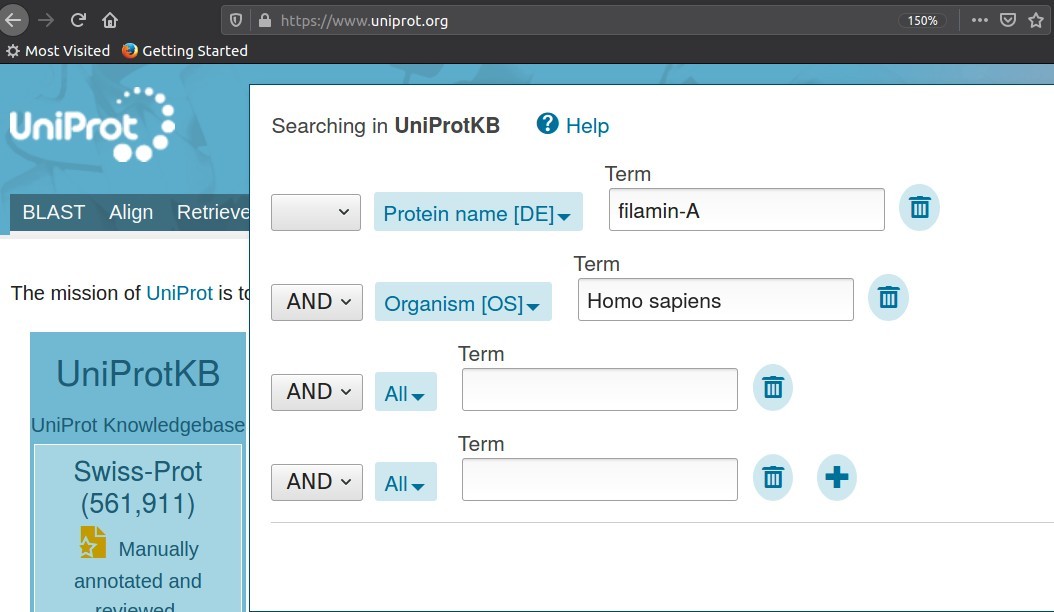 https://www.uniprot.org
150%
Most Visited
Getting Started
UniProt
BLAST Align Retrieve
Searching in UniProtKB
? Help
Term
Protein name [DE]
filamin-A
Term
AND
Organism [OS]
Homo sapiens
Term
AND
All
Term
AND
All
The mission of UniProt is to
UniProtKB
UniProt Knowledgebase
Swiss-Prot
(561,911)
Manually
annotated and
reviewed